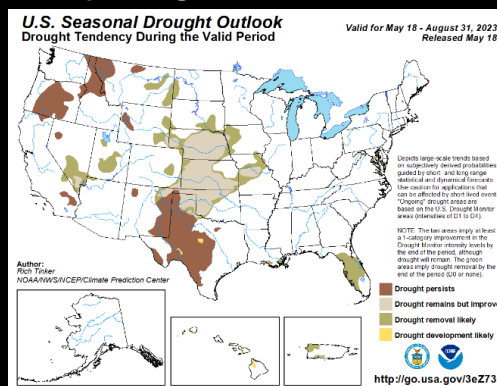 U.S. Seasonal Drought Outlook
Drought Tendency During the Valid Period
Valid for May 18 - August 31, 2023
Released May 18
Depicts large-scale trends based
on subjectively derived probabilities
guided by short- and long-range
statistical and dynamical forecasts.
Use caution for applications that
can be affected by short lived event
"Ongoing" drought areas are
based on the U.S. Drought Monitor
areas (intensities of D1 to D4).
NOTE: The tan areas imply at least
a 1-category improvement in the
Drought Monitor intensity levels by
the end of the period, although
drought will remain. The green
areas imply drought removal by the
end of the period (D0 or none).
Author:
Rich Tinker
NOAA/NWS/NCEP/Climate Prediction Center
Drought persists
Drought remains but improve
Drought removal likely
Drought development likely
http://go.usa.gov/3eZ73